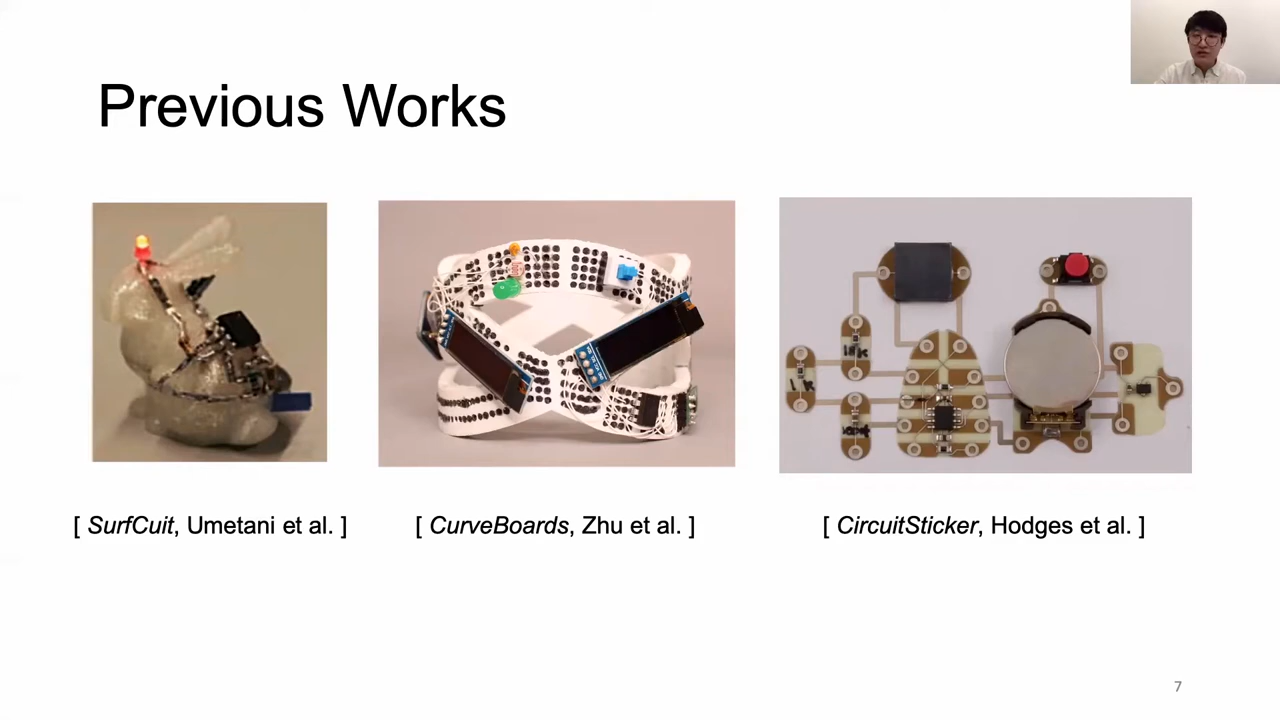 Previous Works
[ SurfCuit, Umetani et al. ]
[ CurveBoards, Zhu et al. ]
[ CircuitSticker, Hodges et al. ]
7